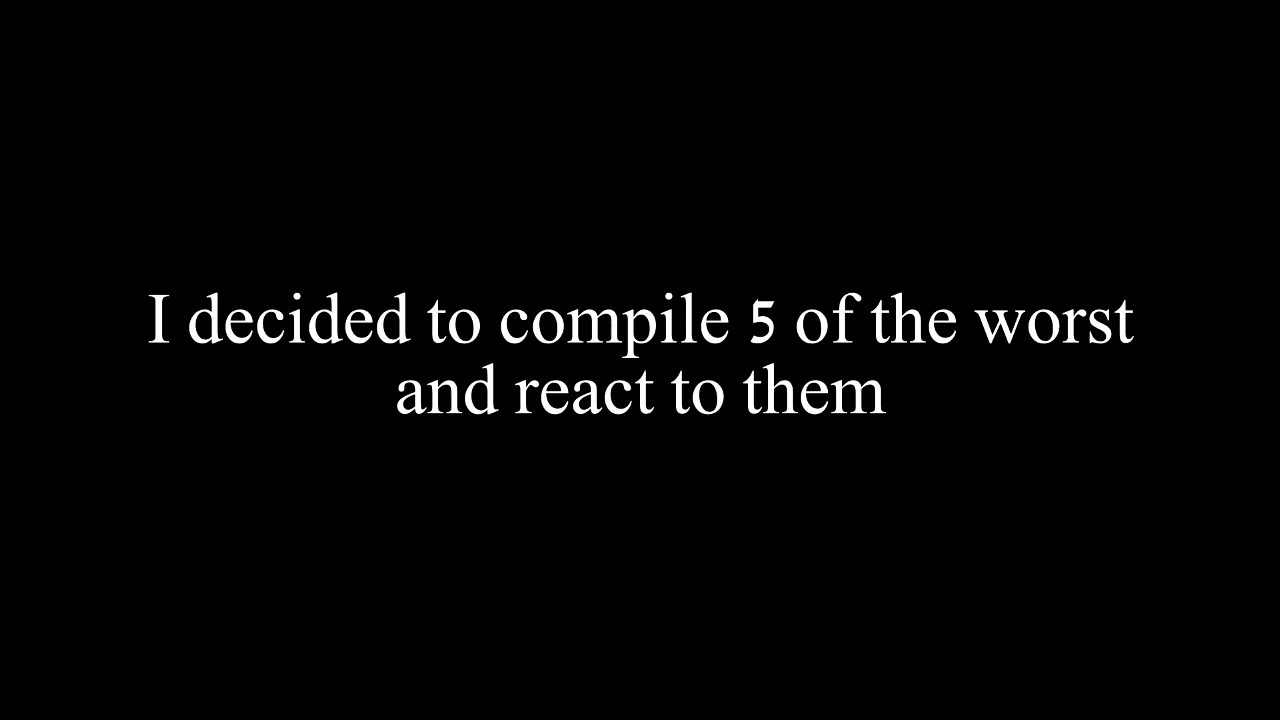 I decided to compile 5 of the worst
and react to them